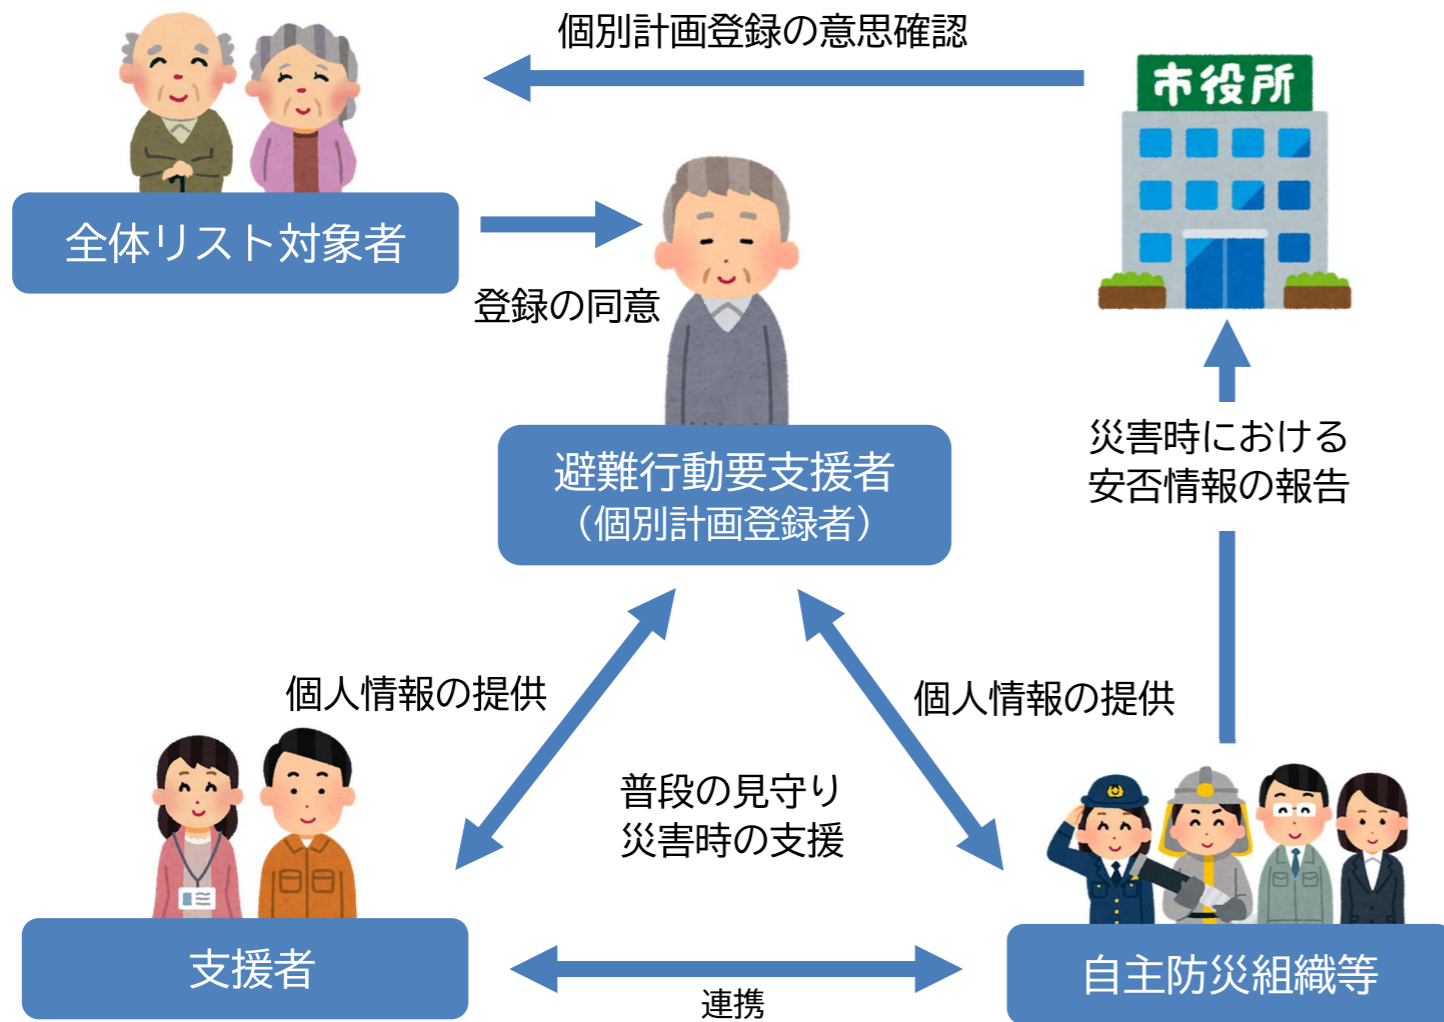 個別計画登録の意思確認
市役所
全体リスト対象者
登録の同意
避難行動要支援者
（個別計画登録者）
災害時における
安否情報の報告
個人情報の提供
個人情報の提供
普段の見守り
災害時の支援
支援者
連携
自主防災組織等